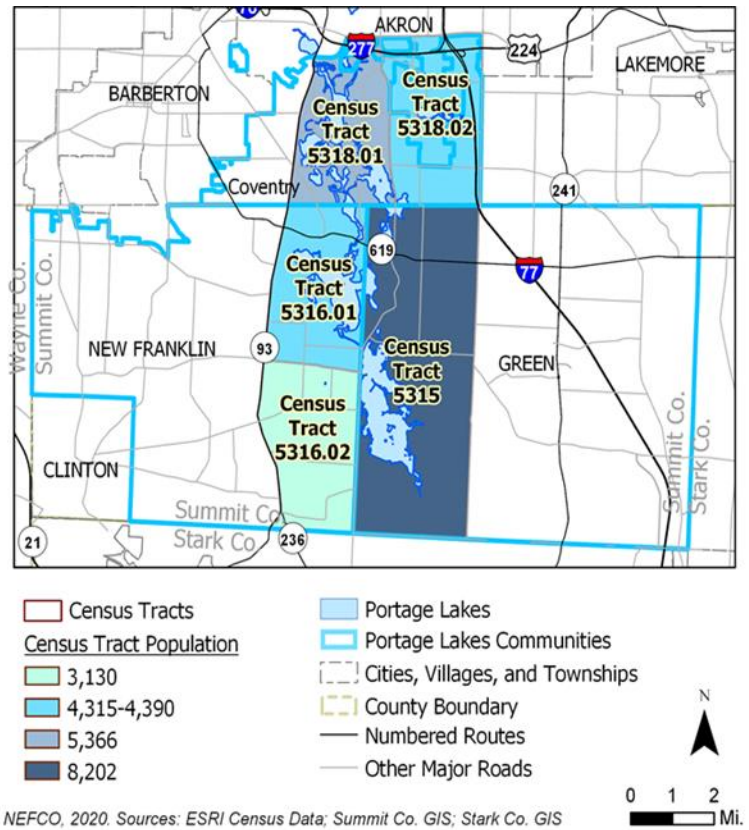 76
AKRON
277
224
LAKEMORE
BARBERTON
Census
Tract
5318.01
Census
Tract
5318.02
Coventry
241
619
Census
Tract
5316.01
77
Wayne Co.
Summit Co.
NEW FRANKLIN
93
Census
Tract
5315
GREEN
Census
Tract
5316.02
CLINTON
Summit Co.
Stark Co.
Summit Co.
Stark Co.
21
236
Census Tracts
Census Tract Population
3,130
4,315-4,390
5,366
8,202
Portage Lakes
Portage Lakes Communities
Cities, Villages, and Townships
County Boundary
Numbered Routes
Other Major Roads
N
0 1 2
Mi.
NEFCO, 2020. Sources: ESRI Census Data; Summit Co. GIS; Stark Co. GIS